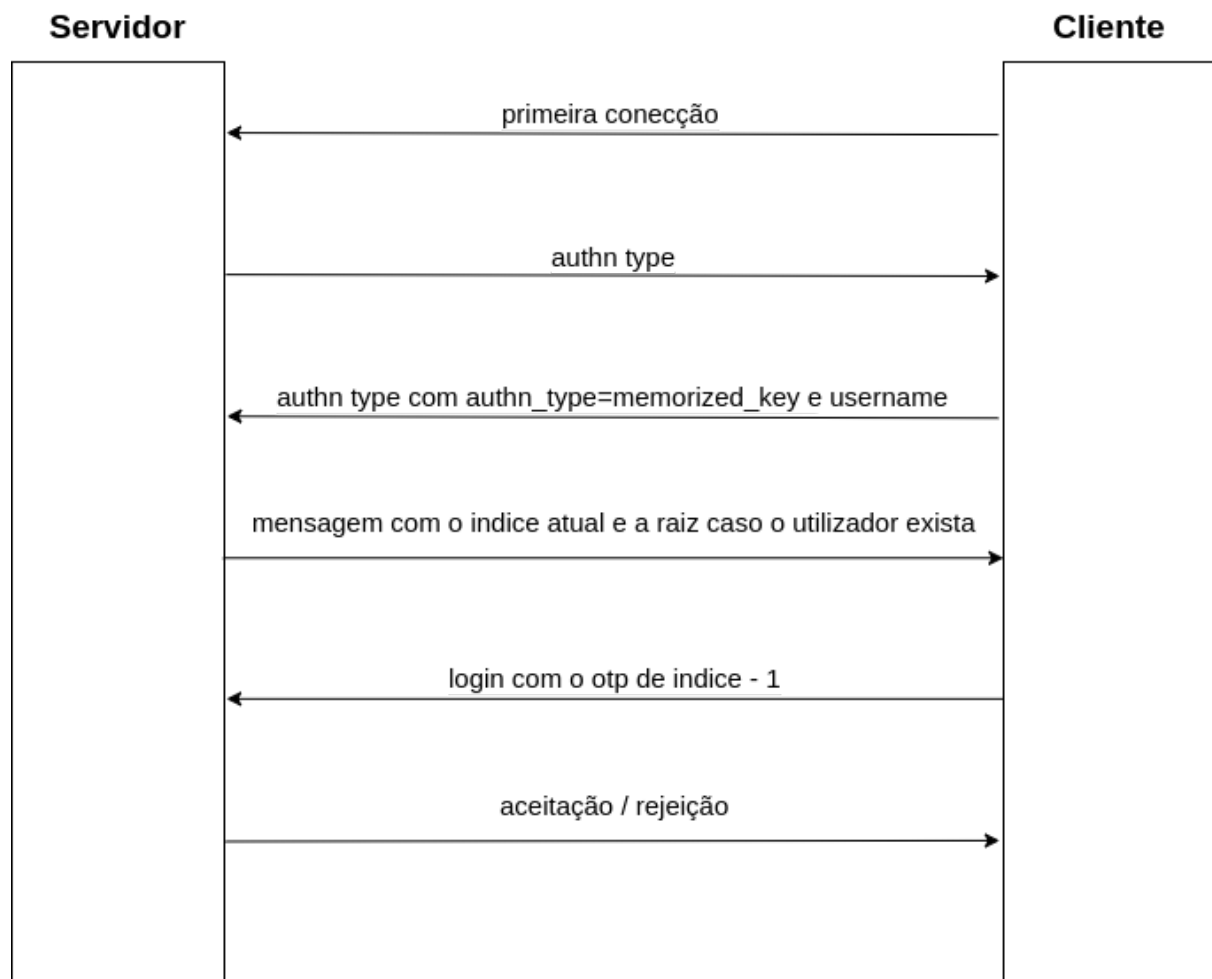 Servidor
Cliente
primeira conecção
authn type
authn type com authn_type=memorized_key e username
mensagem com o indice atual e a raiz caso o utilizador exista
login com o otp de indice - 1
aceitação / rejeição